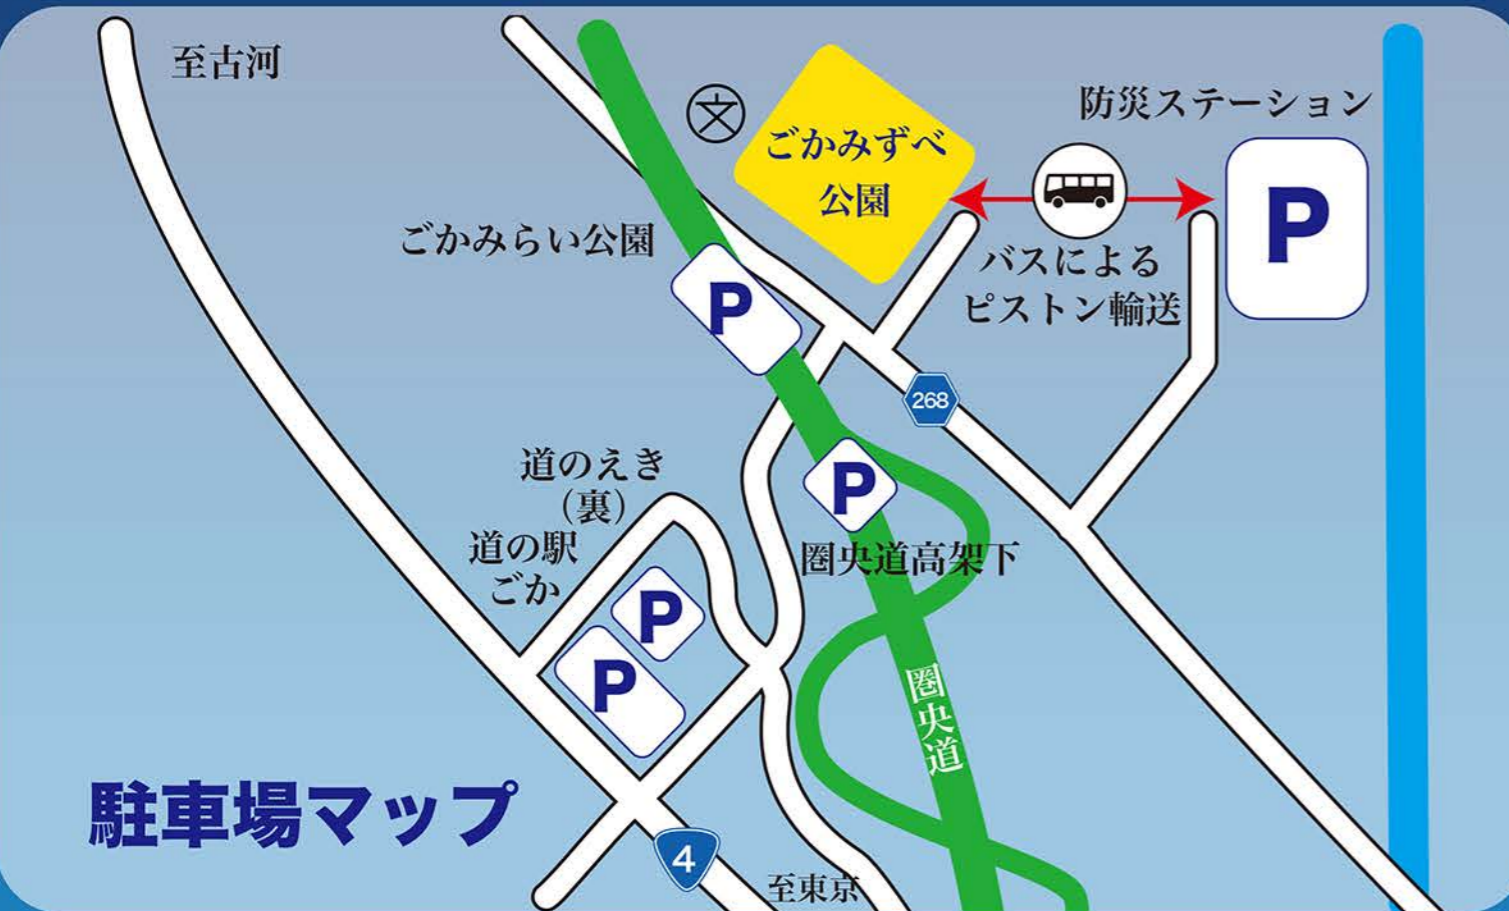 至古河
文
ごかみずべ
公園
防災ステーション
P
バスによる
ピストン輸送
ごかみらい公園
P
268
道のえき
（裏）
P
圏央道高架下
道の駅
ごか
P
P
圏央道
駐車場マップ
4
至東京